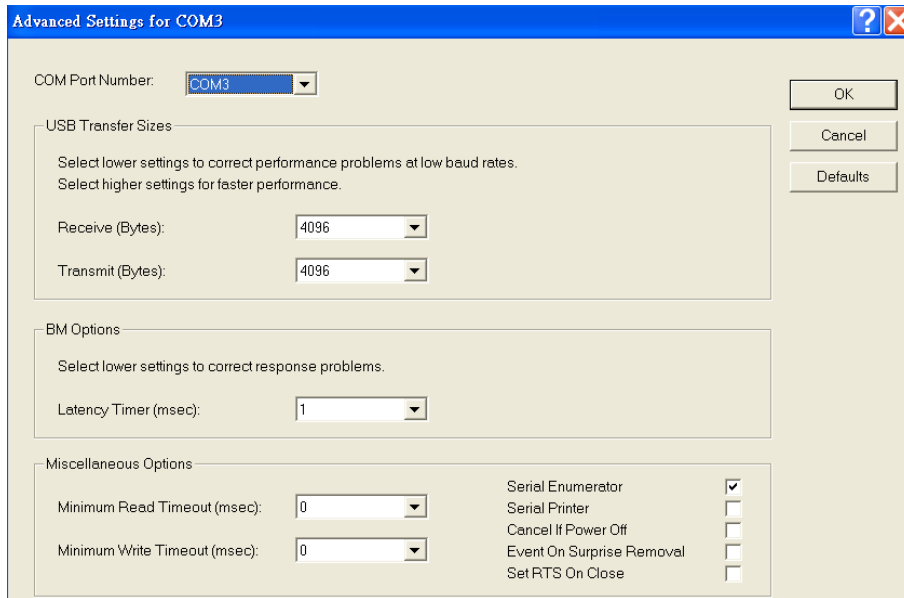 Advanced Settings for COM3
COM Port Number: COM3
OK
Cancel
Defaults
USB Transfer Sizes
Select lower settings to correct performance problems at low baud rates.
Select higher settings for faster performance.
Receive (Bytes): 4096
Transmit (Bytes): 4096
BM Options
Select lower settings to correct response problems.
Latency Timer (msec): 1
Miscellaneous Options
Minimum Read Timeout (msec): 0
Minimum Write Timeout (msec): 0
Serial Enumerator
Serial Printer
Cancel If Power Off
Event On Surprise Removal
Set RTS On Close